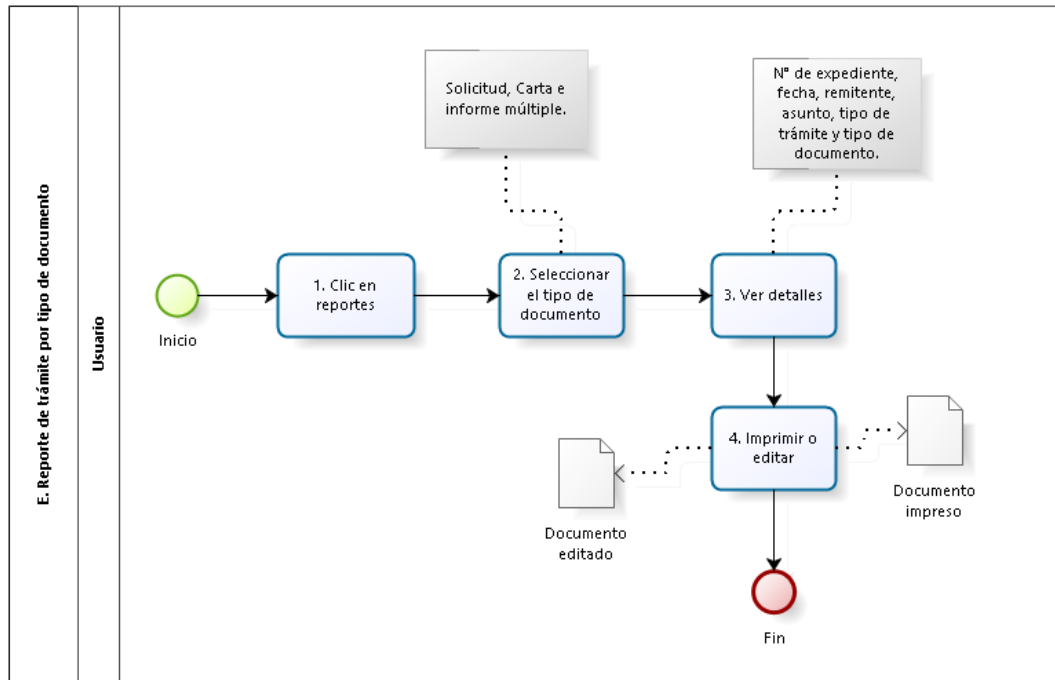 E. Reporte de trámite por tipo de documento
Usuario
Solicitud, Carta e
informe múltiple.
N° de expediente,
fecha, remitente,
asunto, tipo de
trámite y tipo de
documento.
Inicio
1. Clic en
reportes
2. Seleccionar
el tipo de
documento
3. Ver detalles
4. Imprimir o
editar
Documento
editado
Documento
impreso
Fin